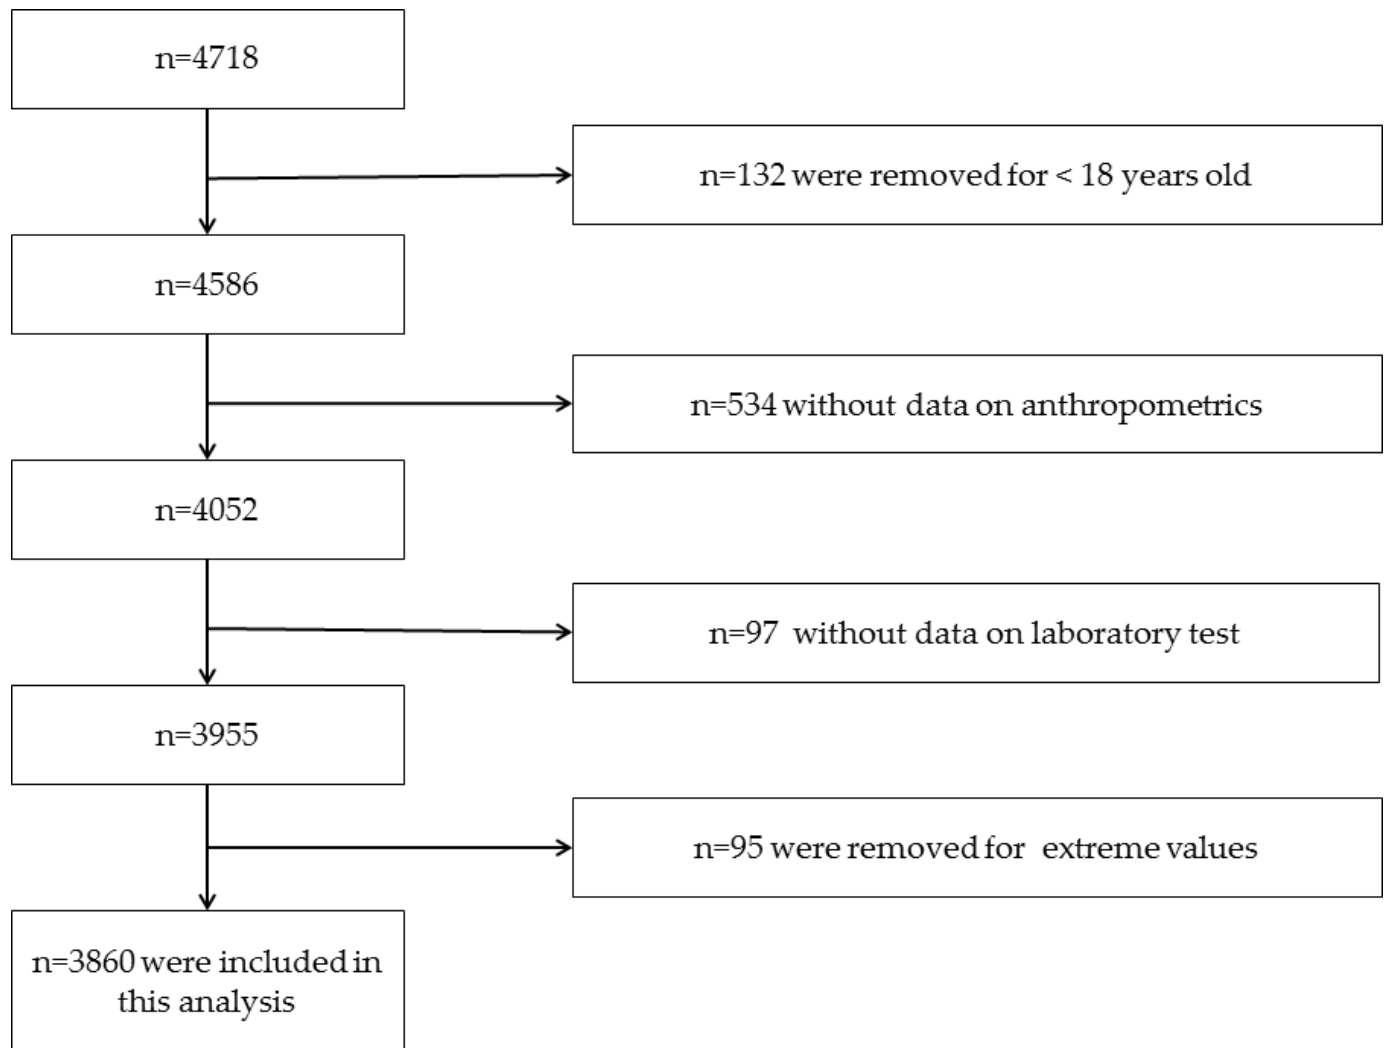 n=4718
n=132 were removed for < 18 years old
n=4586
n=534 without data on anthropometrics
n=4052
n=97 without data on laboratory test
n=3955
n=95 were removed for extreme values
n=3860 were included in
this analysis